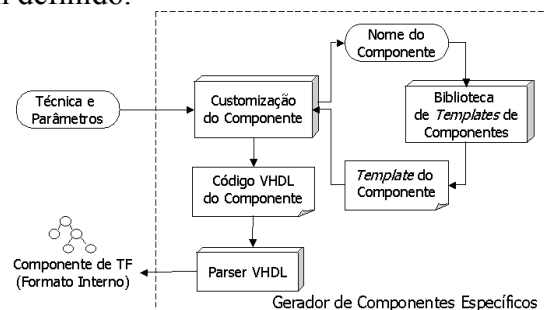 definido.
Nome do
Componente
Técnica e
Parâmetros
Customização
do Componente
Biblioteca
de Templates de
Componentes
Template do
Componente
Código VHDL
do Componente
Componente de TF
(Formato Interno)
Parser VHDL
Gerador de Componentes Específicos